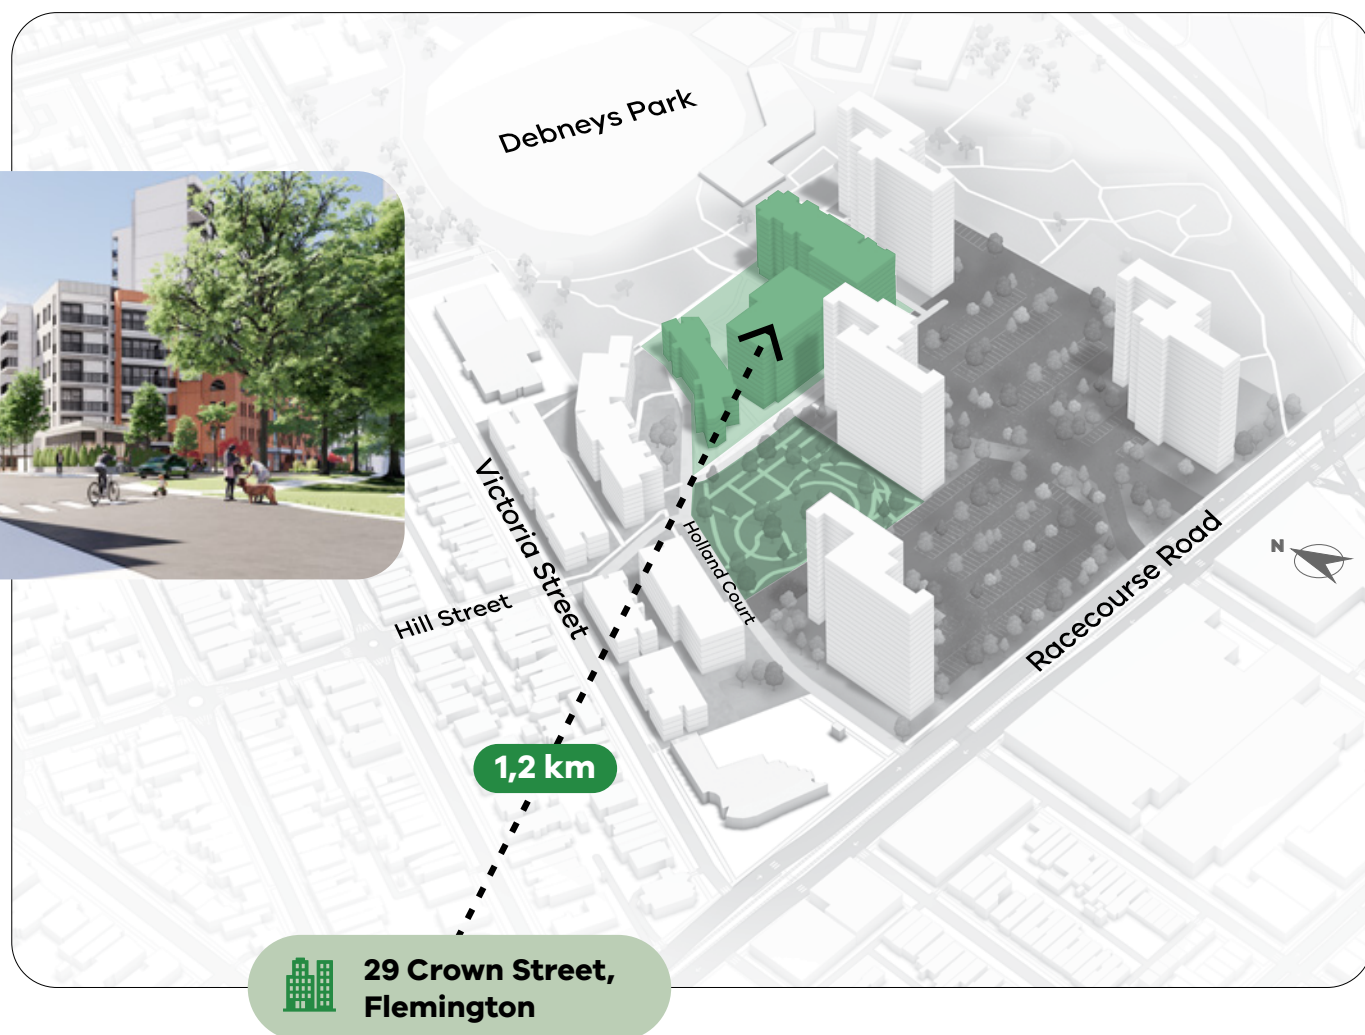 Debneys Park
Victoria Street
Holland Court
Hill Street
Racecourse Road
N
1,2 km
29 Crown Street,
Flemington